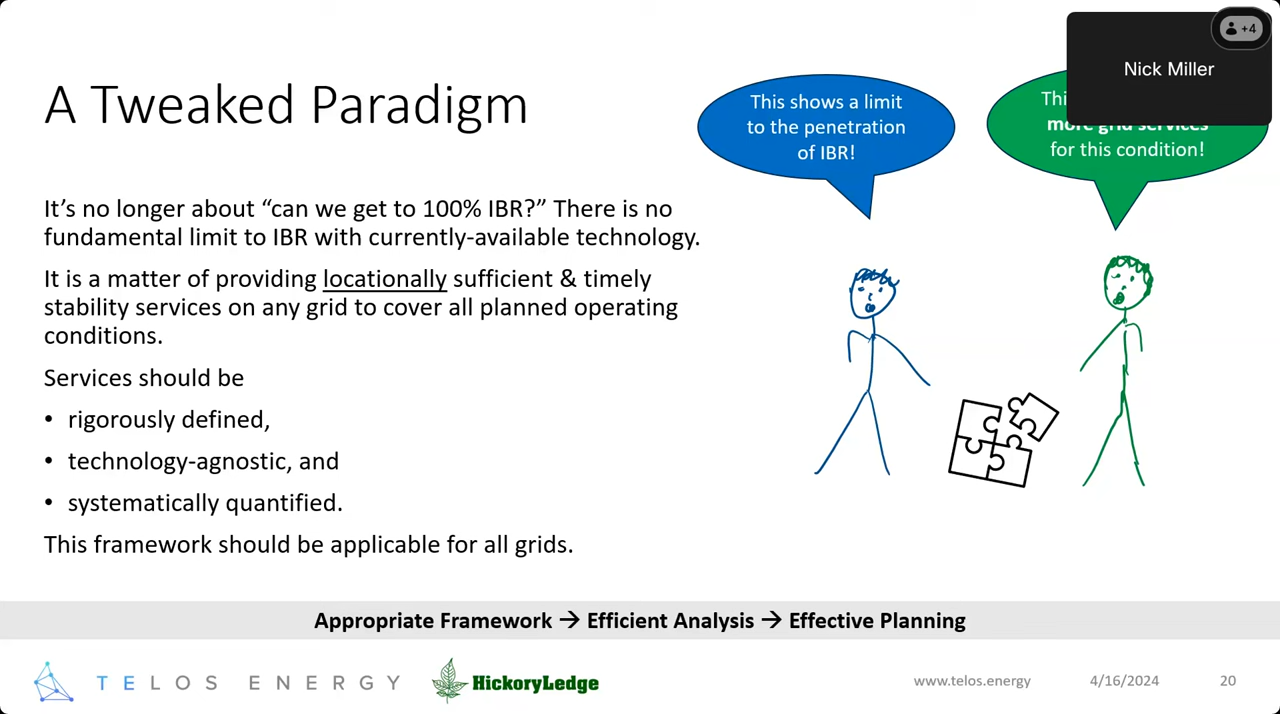 +4
Nick Miller
A Tweaked Paradigm
This shows a limit
to the penetration
of IBR!
more grid services
for this condition!
It's no longer about “can we get to 100% IBR?” There is no
fundamental limit to IBR with currently-available technology.
It is a matter of providing locationally sufficient & timely
stability services on any grid to cover all planned operating
conditions.
Services should be
• rigorously defined,
• technology-agnostic, and
• systematically quantified.
This framework should be applicable for all grids.
Appropriate Framework → Efficient Analysis → Effective Planning
TELOS ENERGY
HickoryLedge
www.telos.energy
4/16/2024
20